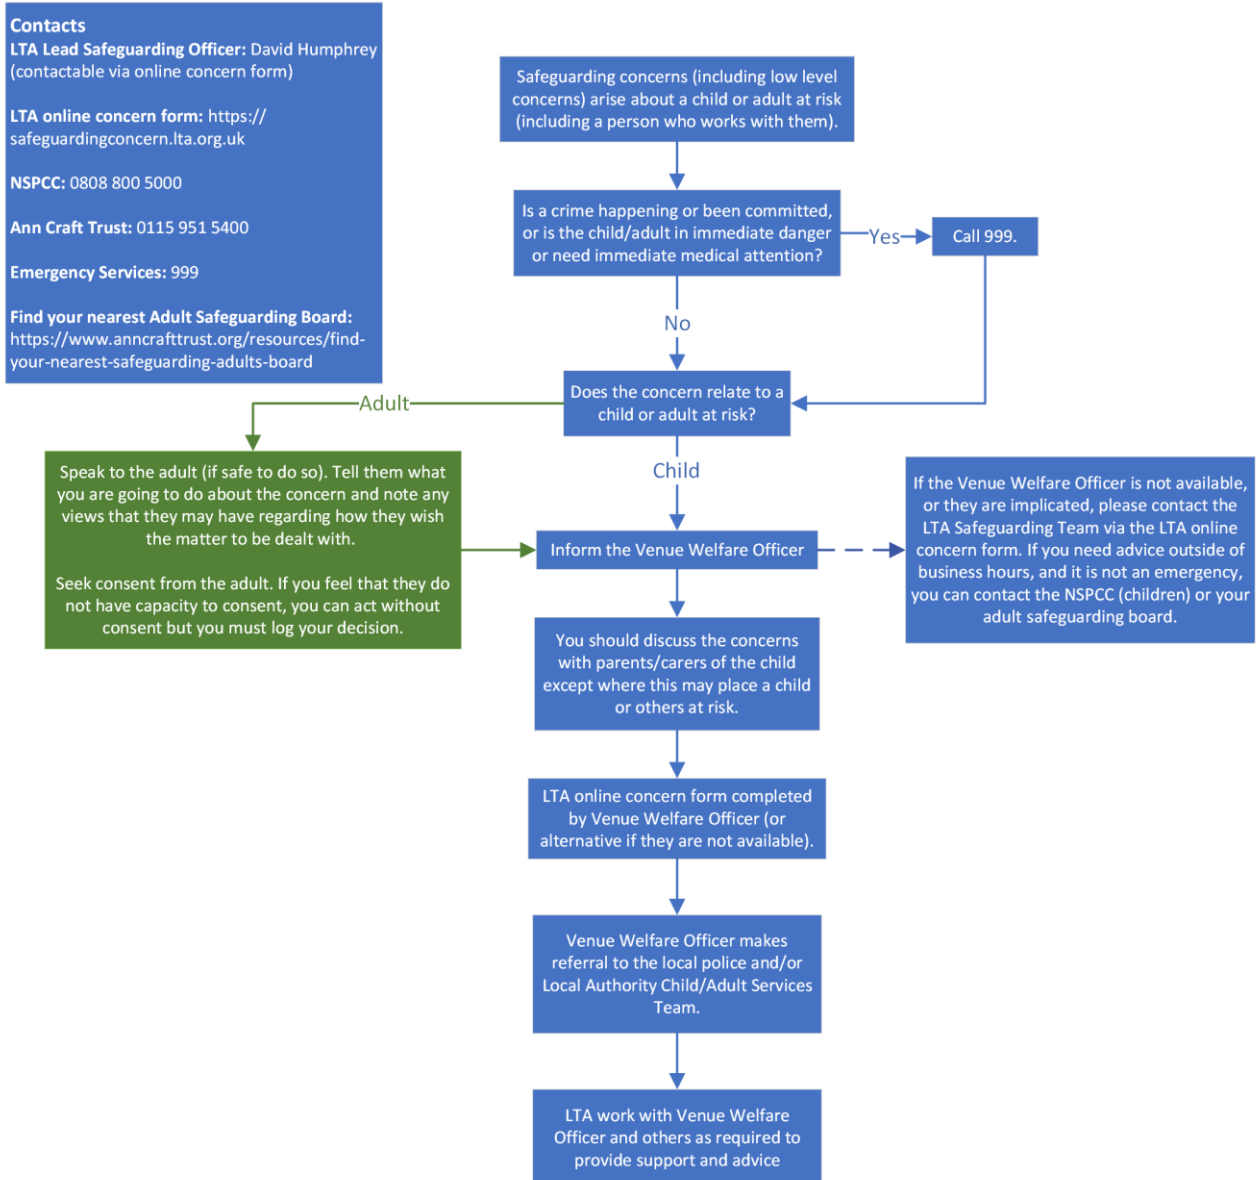 Contacts
LTA Lead Safeguarding Officer: David Humphrey
(contactable via online concern form)
LTA online concern form: https://
safeguardingconcern.lta.org.uk
NSPCC: 0808 800 5000
Ann Craft Trust: 0115 951 5400
Emergency Services: 999
Find your nearest Adult Safeguarding Board:
https://www.anncrafttrust.org/resources/find-
your-nearest-safeguarding-adults-board
Safeguarding concerns (including low level
concerns) arise about a child or adult at risk
(including a person who works with them).
Is a crime happening or been committed,
or is the child/adult in immediate danger
or need immediate medical attention?
Yes
Call 999.
No
Does the concern relate to a
child or adult at risk?
Adult
Speak to the adult (if safe to do so). Tell them what
you are going to do about the concern and note any
views that they may have regarding how they wish
the matter to be dealt with.
Seek consent from the adult. If you feel that they do
not have capacity to consent, you can act without
consent but you must log your decision.
Child
Inform the Venue Welfare Officer
If the Venue Welfare Officer is not available,
or they are implicated, please contact the
LTA Safeguarding Team via the LTA online
concern form. If you need advice outside of
business hours, and it is not an emergency,
you can contact the NSPCC (children) or your
adult safeguarding board.
You should discuss the concerns
with parents/carers of the child
except where this may place a child
or others at risk.
LTA online concern form completed
by Venue Welfare Officer (or
alternative if they are not available).
Venue Welfare Officer makes
referral to the local police and/or
Local Authority Child/Adult Services
Team.
LTA work with Venue Welfare
Officer and others as required to
provide support and advice